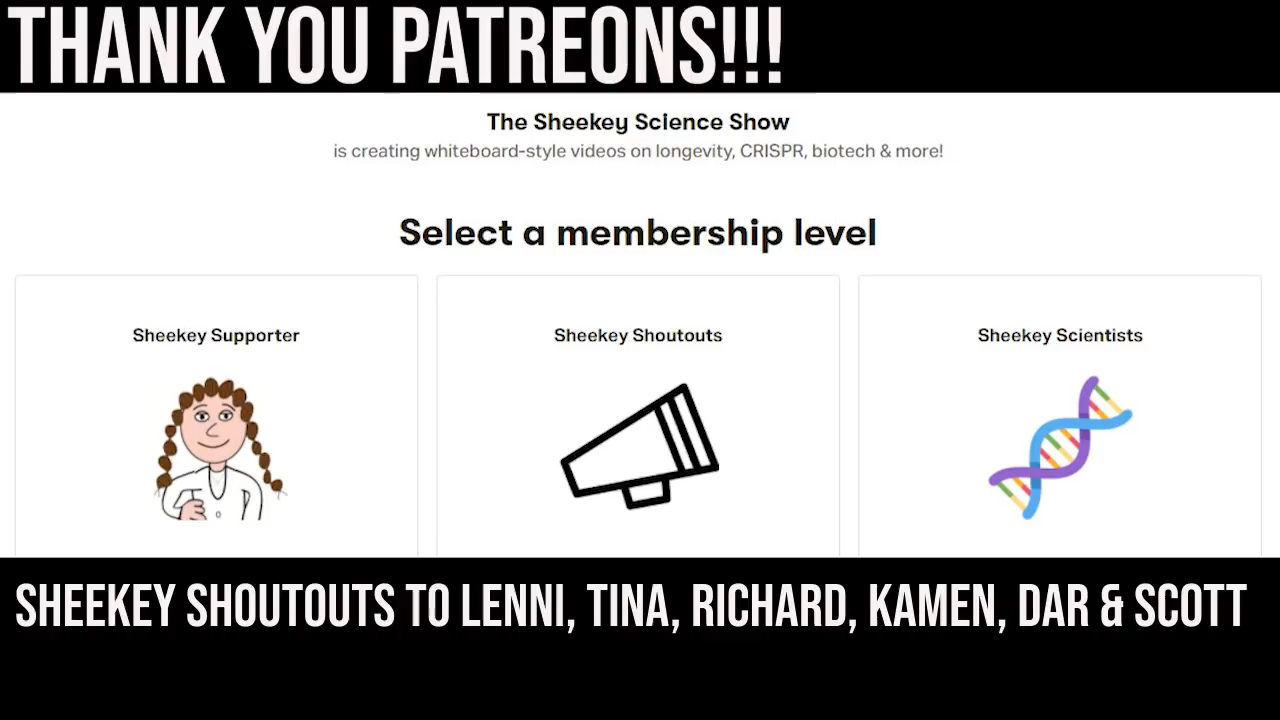 THANK YOU PATREONS!!!
The Sheekey Science Show
is creating whiteboard-style videos on longevity, CRISPR, biotech & more!
Select a membership level
Sheekey Supporter
Sheekey Shoutouts
Sheekey Scientists
SHEEKEY SHOUTOUTS TO LENNI, TINA, RICHARD, KAMEN, DAR & SCOTT